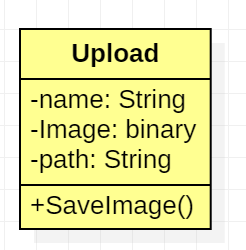 Upload
-name: String
-Image: binary
-path: String
+SaveImage()